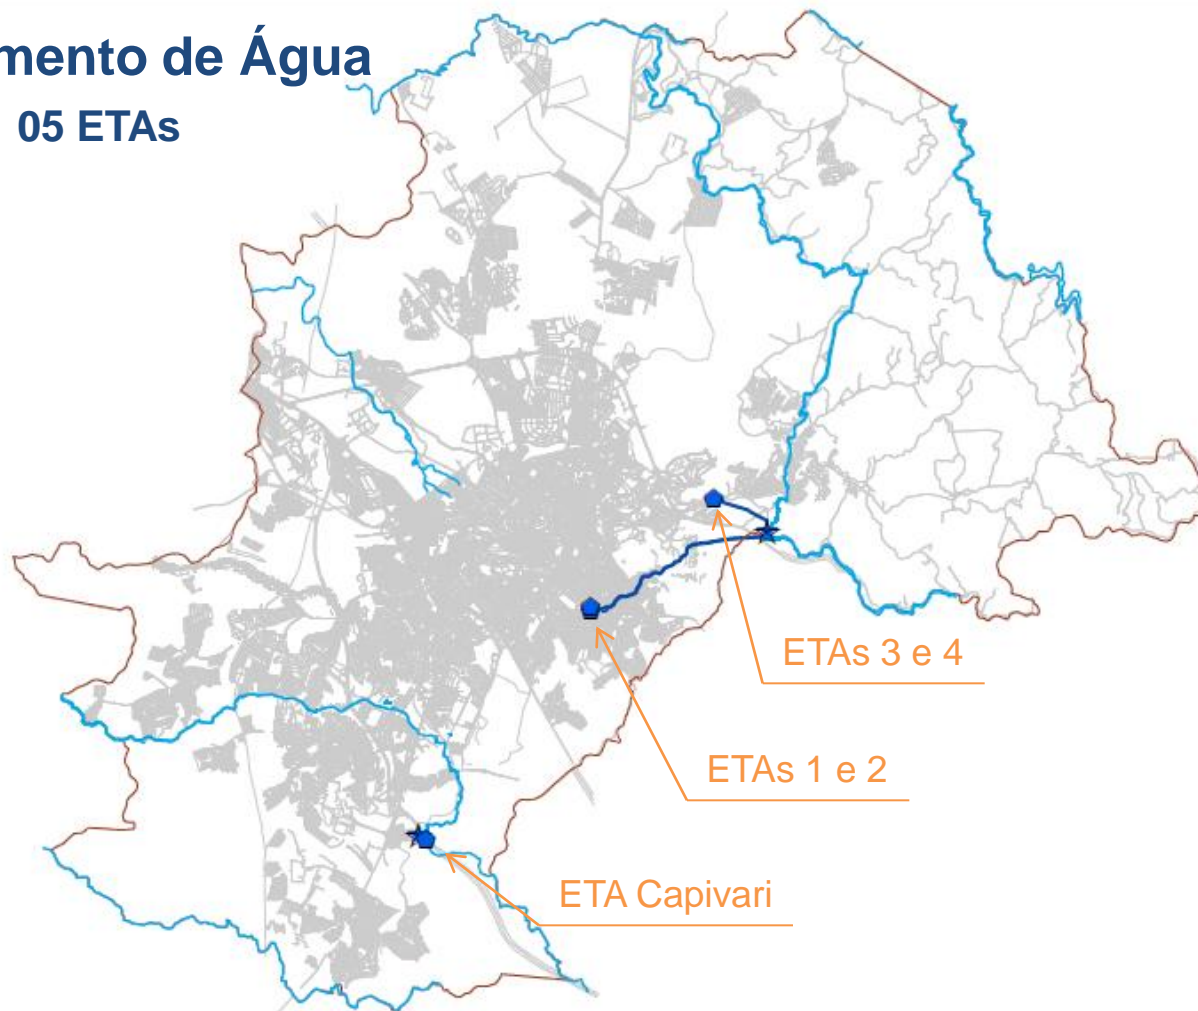 mento de Água
05 ETAs
ETAs 3 e 4
ETAs 1 e 2
ETA Capivari